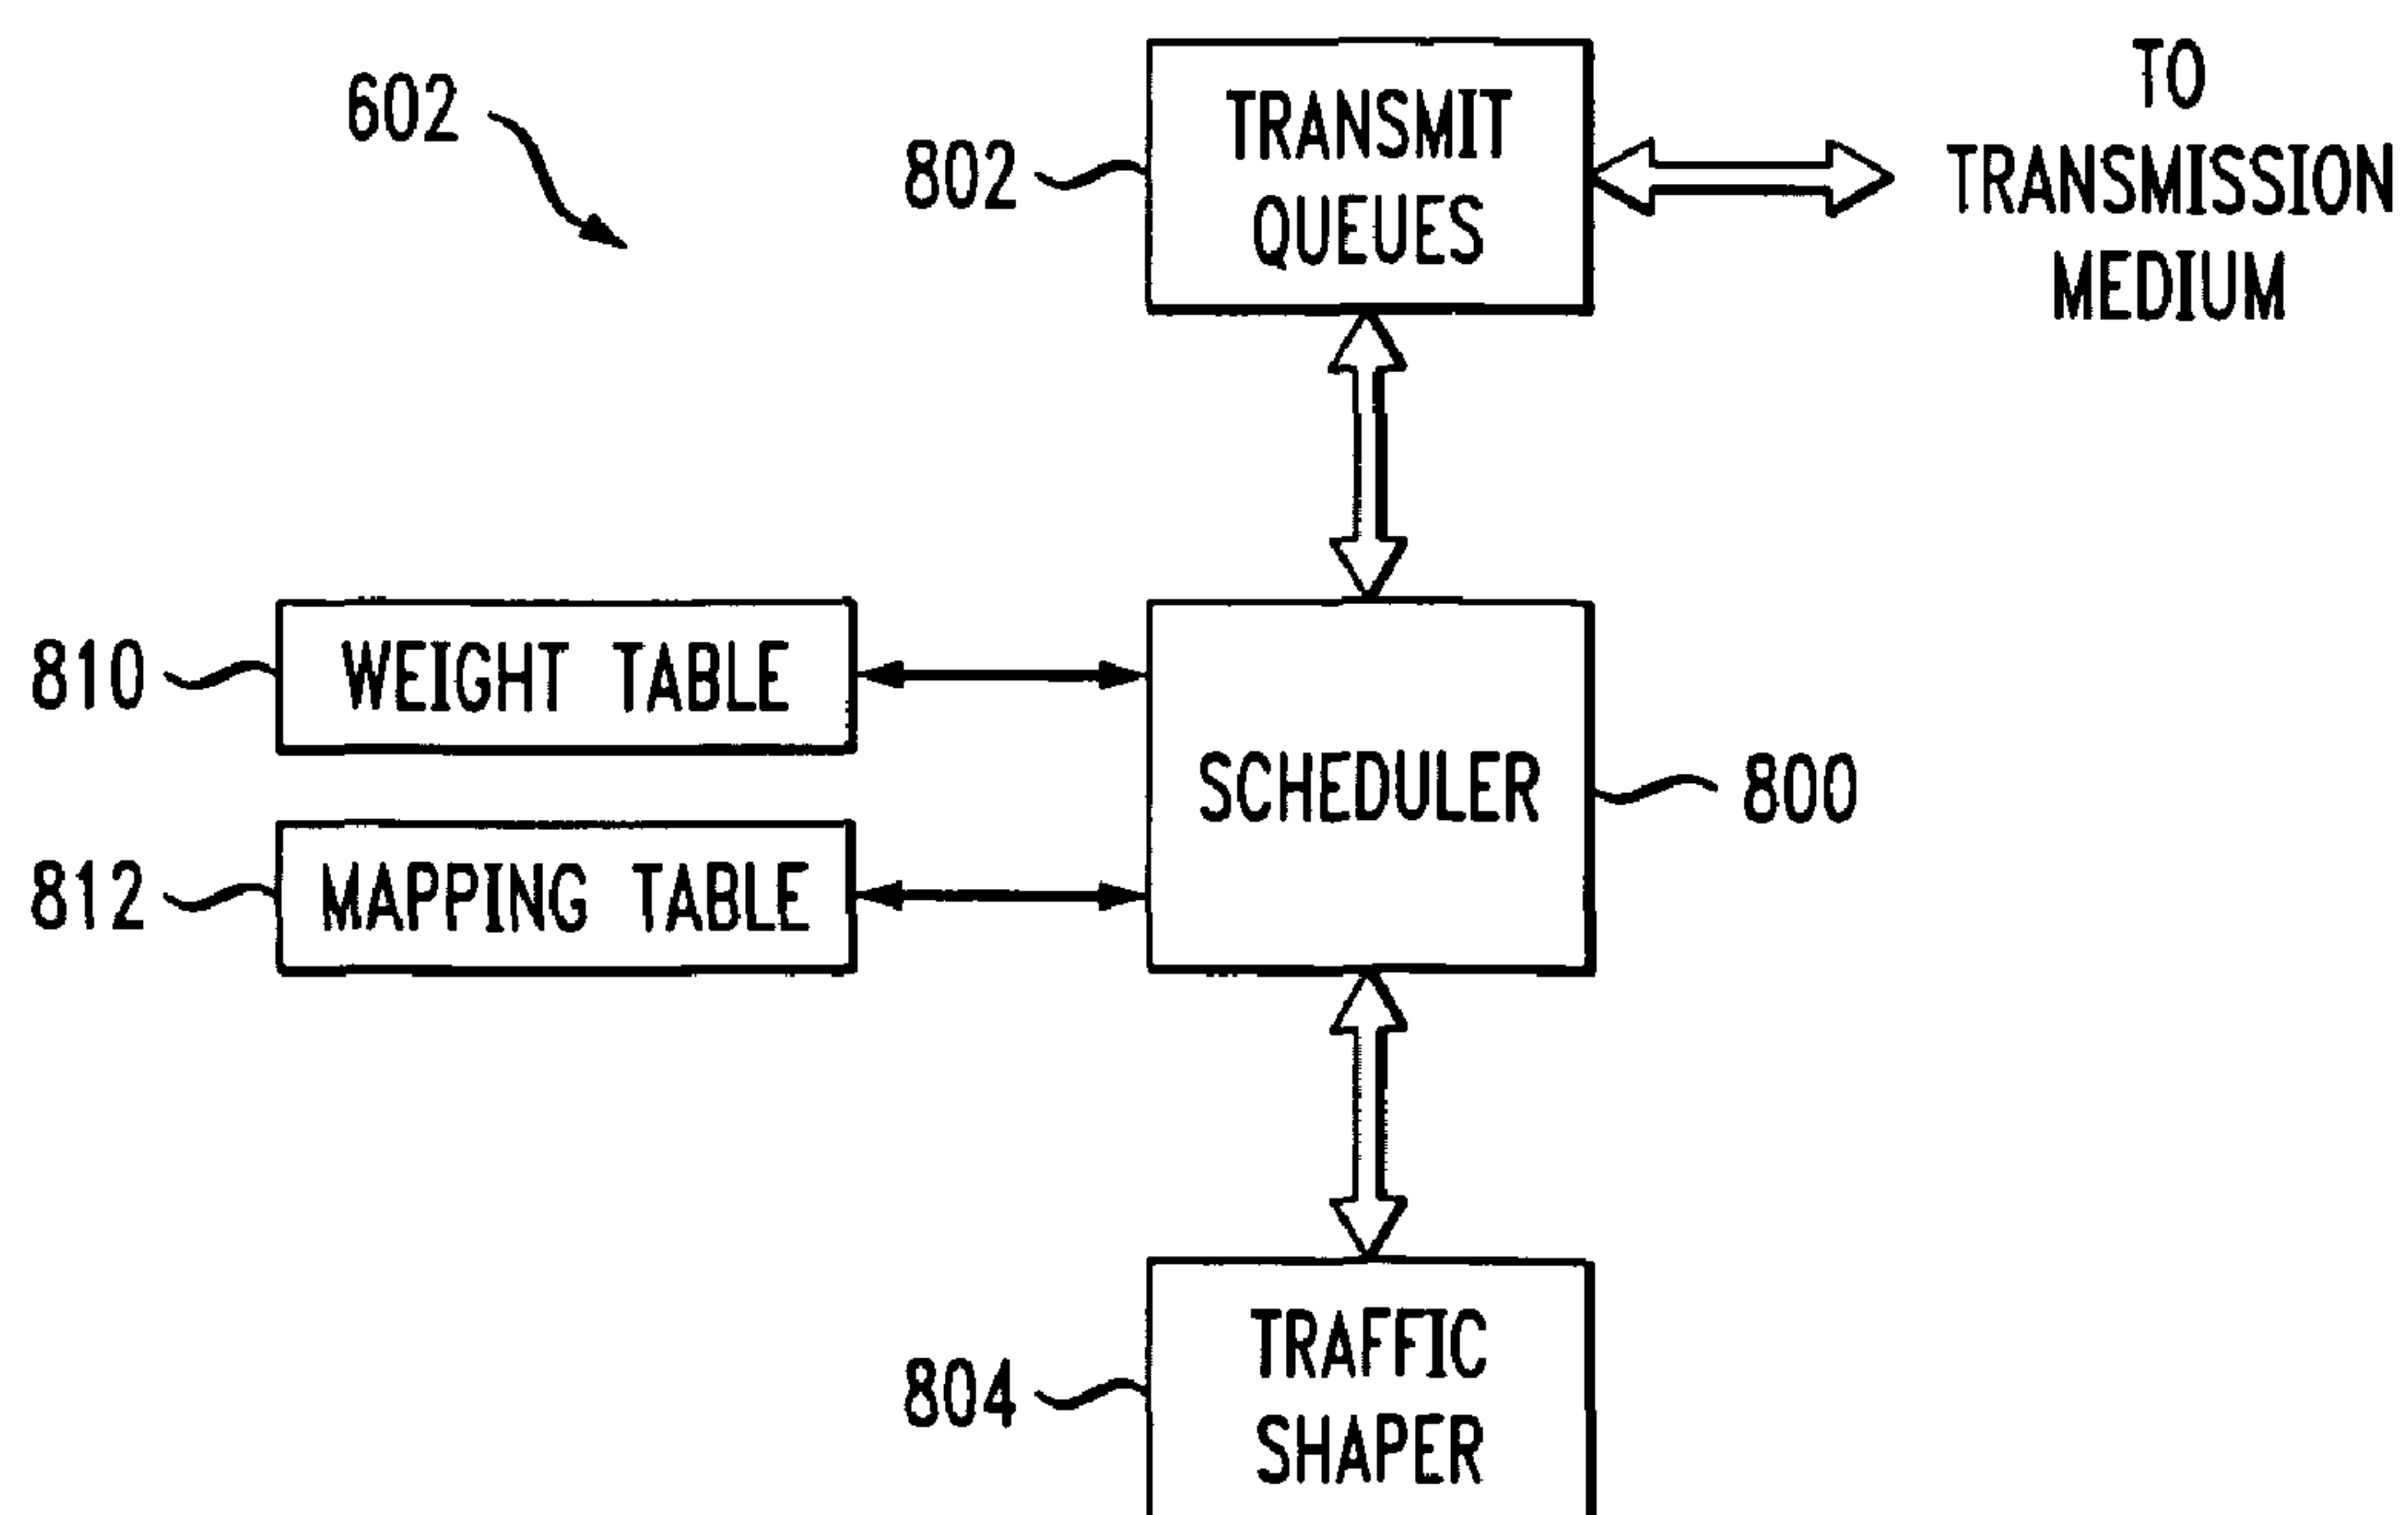 602
802
TRANSMIT
QUEUES
TO
TRANSMISSION
MEDIUM
810
WEIGHT TABLE
812
MAPPING TABLE
SCHEDULER
800
804
TRAFFIC
SHAPER